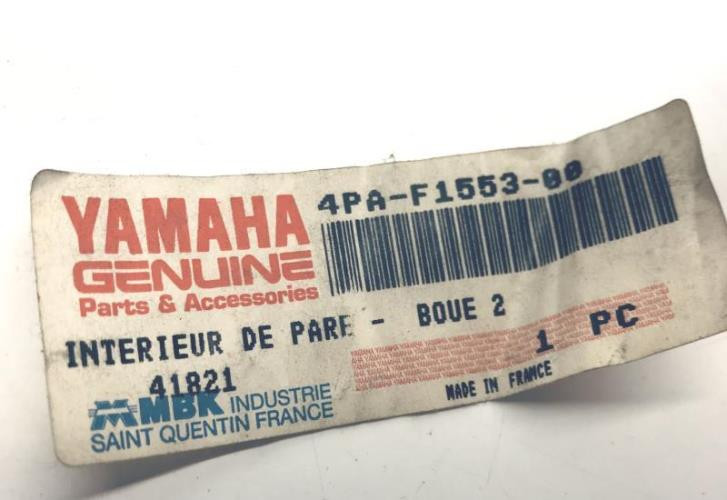 YAMAHA
GENUINE
Parts & Accessories
4PA-F1553-00
INTERIEUR DE PARE - BOUE 2
41821
1 PC
MBK INDUSTRIE
SAINT QUENTIN FRANCE
MADE IN FRANCE